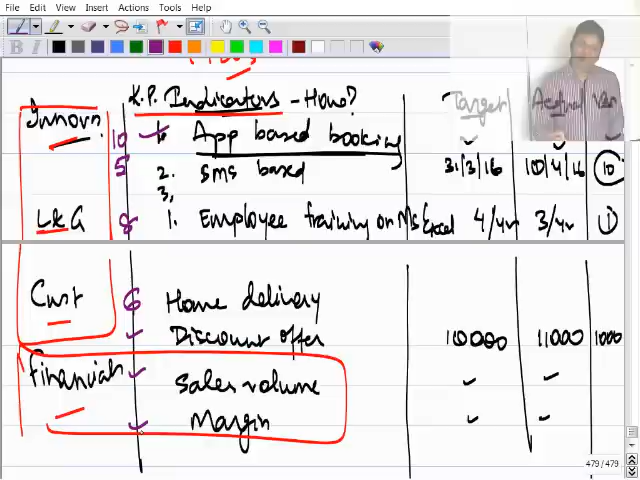 File Edit View Insert Actions Tools Help
K.P. Indicators - How? Target Actual Var
Innovn 10 1. App based booking
5 2. SMS based 31/3/16 10/4/16 10
3,
L & G 8 1. Employee training on Ms Excel 4/yr 3/yr 1
Cust 6 Home delivery
Discount offer 10000 11000 1000
Financials
Sales volume
Margin
479 / 479